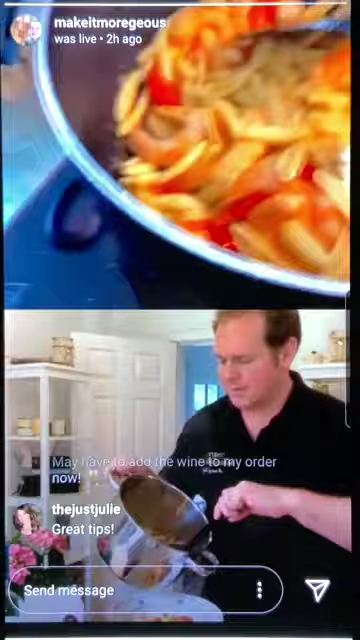 makeitmoregeous
was live • 2h ago
May have to add the wine to my order
now!
thejustjulie
Great tips!
Send message